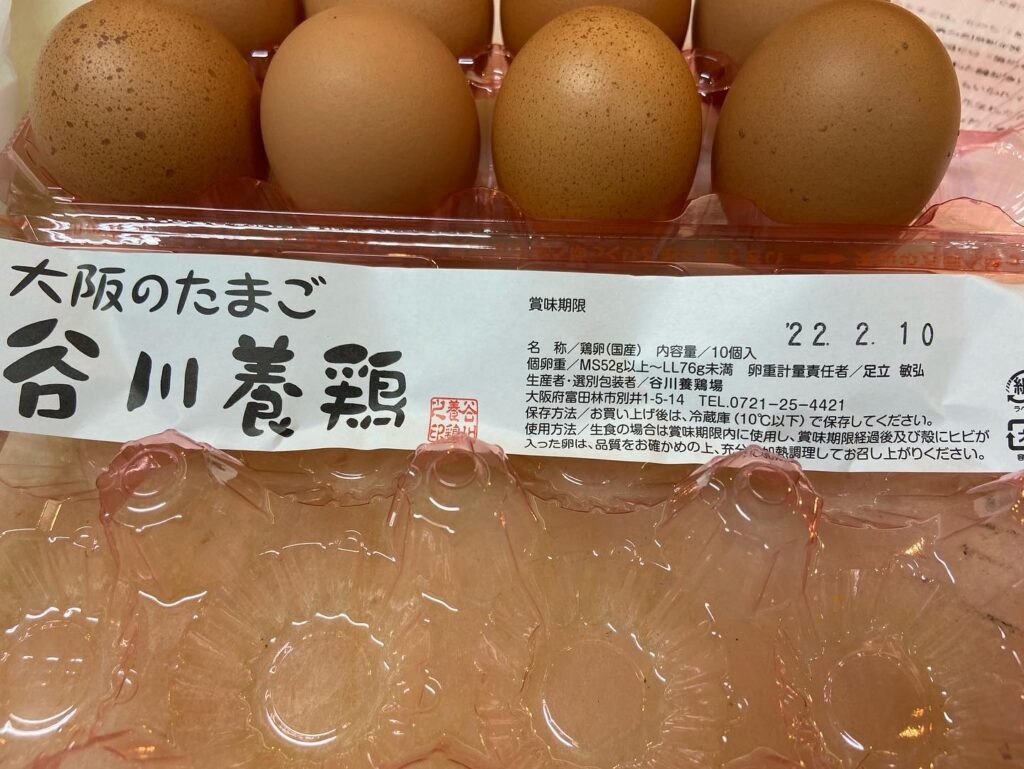 大阪のたまご
谷川養鶏
谷川養鶏之印
賞味期限
'22. 2. 10
名　称／鶏卵（国産）　内容量／10個入
個卵重／MS52g以上～LL76g未満　卵重計量責任者／足立 敏弘
生産者・選別包装者／谷川養鶏場
大阪府富田林市別井1-5-14　TEL.0721-25-4421
保存方法／お買い上げ後は、冷蔵庫（10℃以下）で保存してください。
使用方法／生食の場合は賞味期限内に使用し、賞味期限経過後及び殻にヒビが
入った卵は、品質をお確かめの上、充分に加熱調理してお召し上がりください。